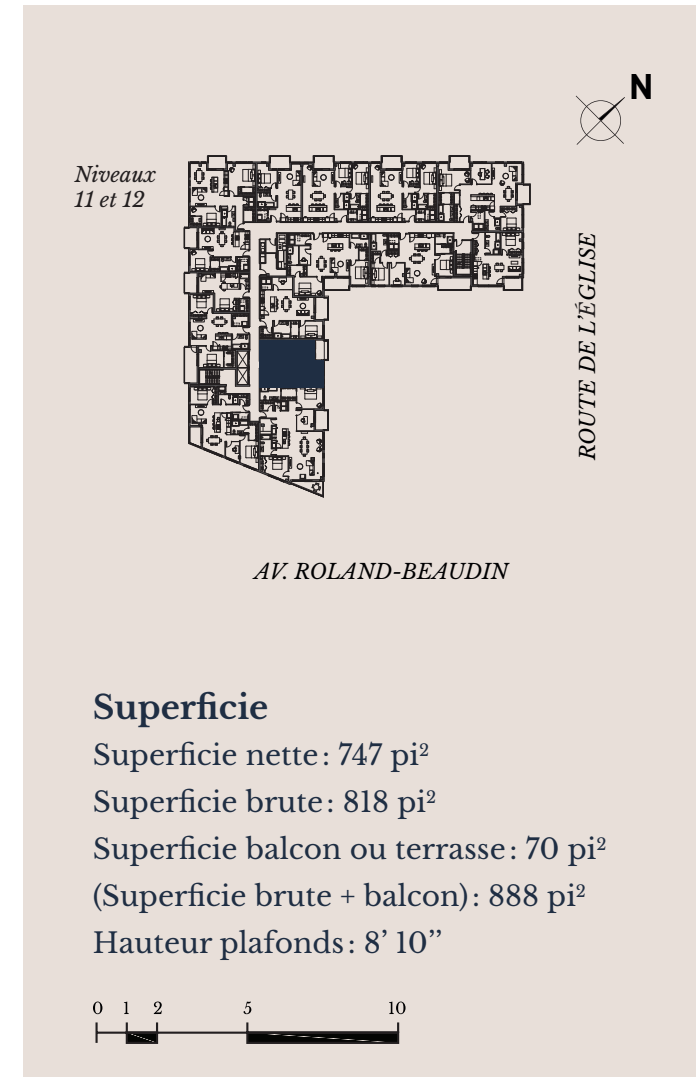 N
Niveaux
11 et 12
ROUTE DE L'ÉGLISE
AV. ROLAND-BEAUDIN
Superficie
Superficie nette : 747 pi²
Superficie brute : 818 pi²
Superficie balcon ou terrasse : 70 pi²
(Superficie brute + balcon) : 888 pi²
Hauteur plafonds : 8’ 10’’
0 1 2 5 10